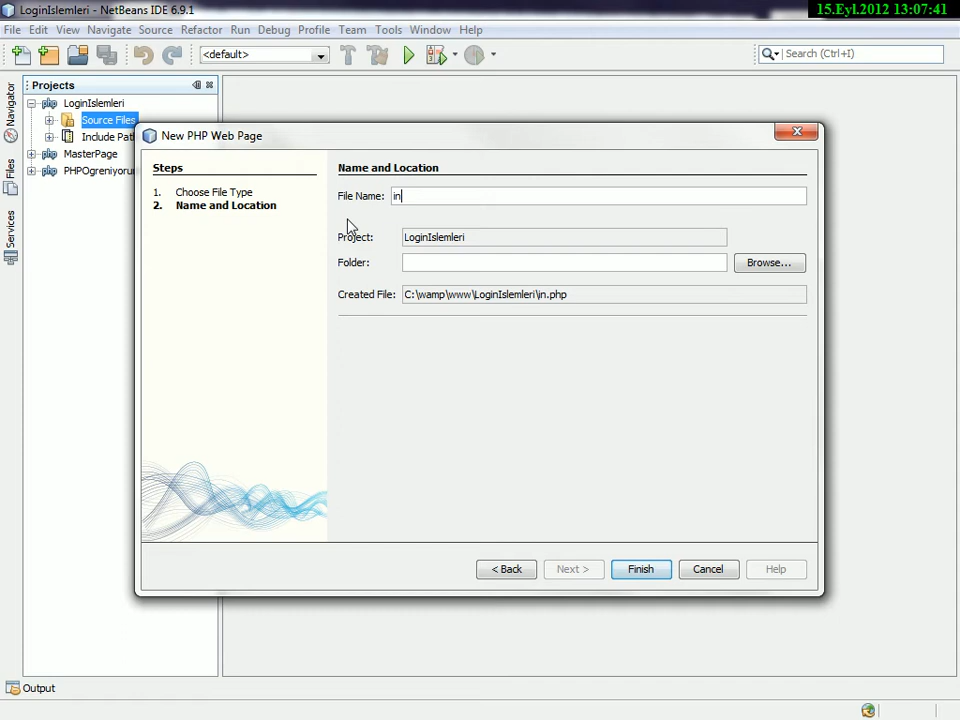 LoginIslemleri - NetBeans IDE 6.9.1
15.Eyl.2012 13:07:41
File Edit View Navigate Source Refactor Run Debug Profile Team Tools Window Help
<default>
Search (Ctrl+I)
Navigator
Files
Services
Projects
LoginIslemleri
Source Files
Include Pat
MasterPage
PHPOgreniyoru
New PHP Web Page
Steps
1. Choose File Type
2. Name and Location
Name and Location
File Name: in
Project: LoginIslemleri
Folder:
Browse...
Created File: C:\wamp\www\LoginIslemleri\in.php
< Back
Next >
Finish
Cancel
Help
Output